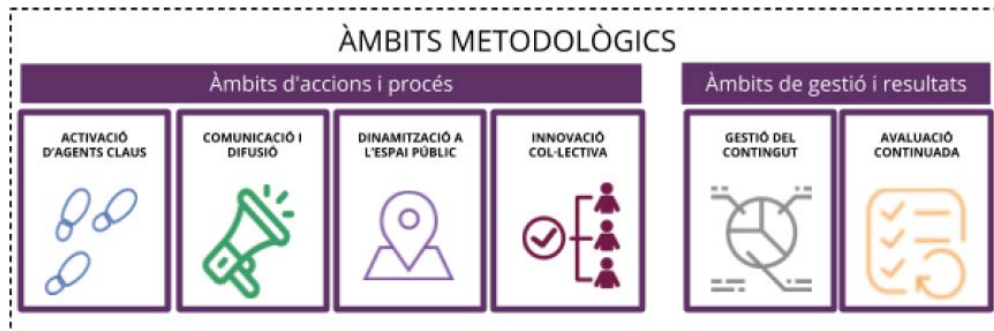 ÀMBITS METODOLÒGICS
Àmbits d'accions i procés
Àmbits de gestió i resultats
ACTIVACIÓ
D'AGENTS CLAUS
COMUNICACIÓ I
DIFUSIÓ
DINAMITZACIÓ A
L'ESPAI PÚBLIC
INNOVACIÓ
COL·LECTIVA
GESTIÓ DEL
CONTINGUT
AVALUACIÓ
CONTINUADA